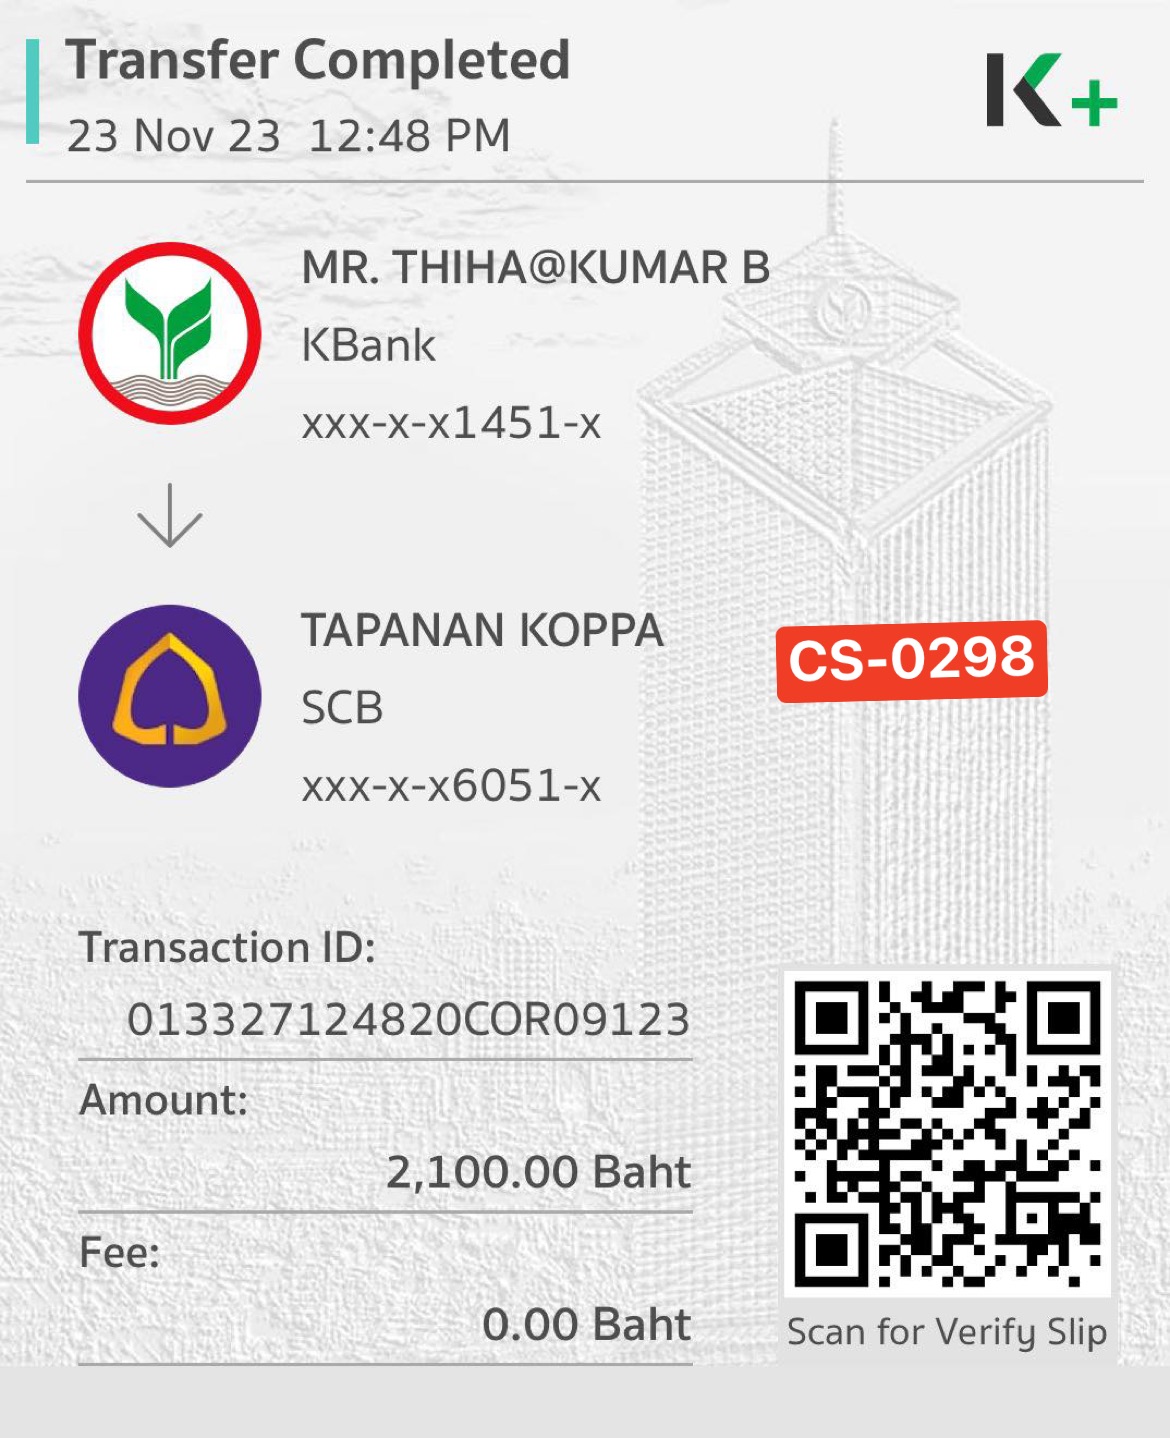 Transfer Completed
23 Nov 23 12:48 PM
K+
MR. THIHA@KUMAR B
KBank
xxx-x-x1451-x
TAPANAN KOPPA
SCB
xxx-x-x6051-x
CS-0298
Transaction ID:
013327124820COR09123
Amount:
2,100.00 Baht
Fee:
0.00 Baht
Scan for Verify Slip